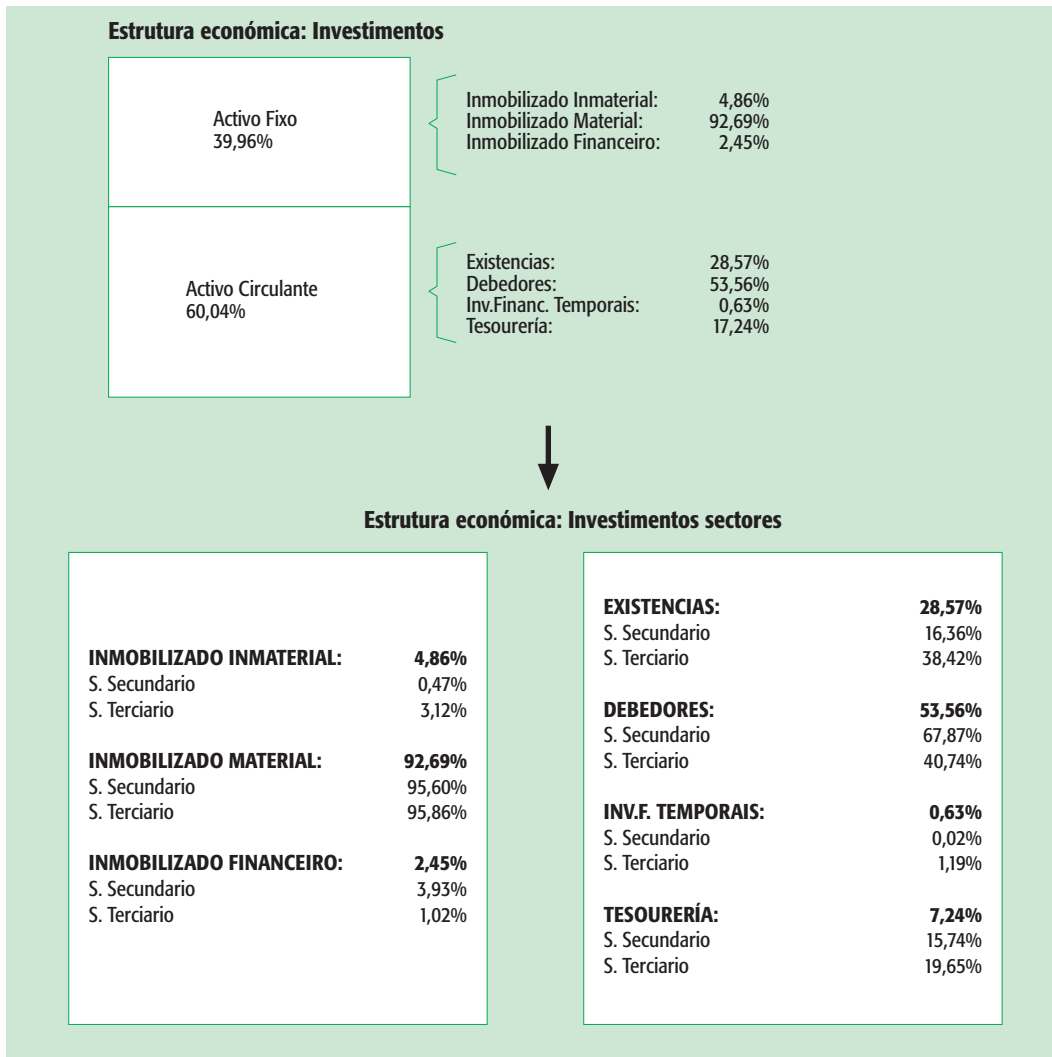 Estrutura económica: Investimentos
Activo Fixo
39,96%
Inmobilizado Inmaterial: 4,86%
Inmobilizado Material: 92,69%
Inmobilizado Financeiro: 2,45%
Activo Circulante
60,04%
Existencias: 28,57%
Debedores: 53,56%
Inv.Financ. Temporais: 0,63%
Tesourería: 17,24%
Estrutura económica: Investimentos sectores
INMOBILIZADO INMATERIAL: 4,86%
S. Secundario 0,47%
S. Terciario 3,12%
INMOBILIZADO MATERIAL: 92,69%
S. Secundario 95,60%
S. Terciario 95,86%
INMOBILIZADO FINANCEIRO: 2,45%
S. Secundario 3,93%
S. Terciario 1,02%
EXISTENCIAS: 28,57%
S. Secundario 16,36%
S. Terciario 38,42%
DEBEDORES: 53,56%
S. Secundario 67,87%
S. Terciario 40,74%
INV.F. TEMPORAIS: 0,63%
S. Secundario 0,02%
S. Terciario 1,19%
TESOURERÍA: 7,24%
S. Secundario 15,74%
S. Terciario 19,65%